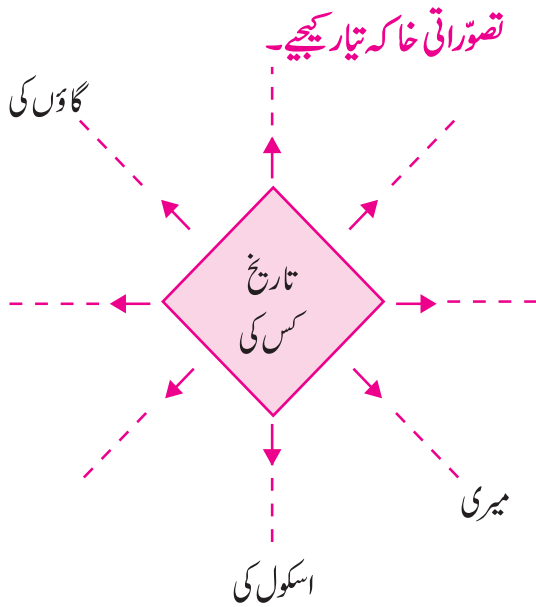 تصوّراتی خاکہ تیار کیجیے۔
گاؤں کی
تاریخ
کس کی
میری
اسکول کی